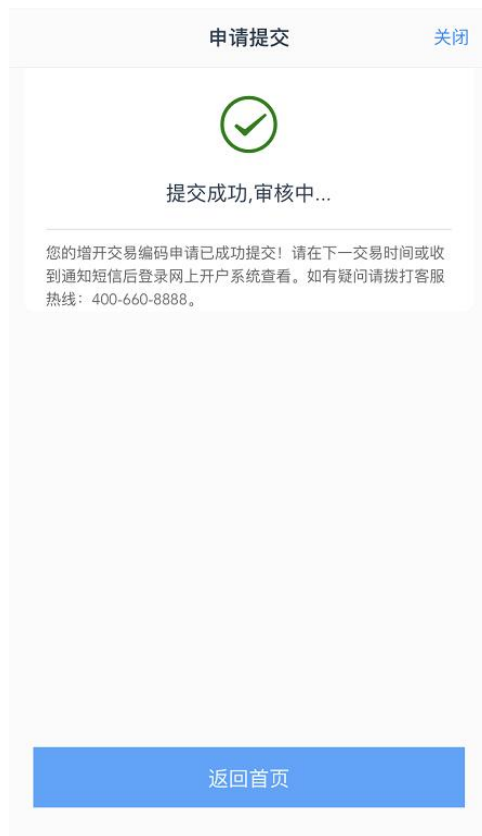 申请提交
关闭
提交成功,审核中...
您的增开交易编码申请已成功提交！请在下一交易时间或收
到通知短信后登录网上开户系统查看。如有疑问请拨打客服
热线：400-660-8888。
返回首页